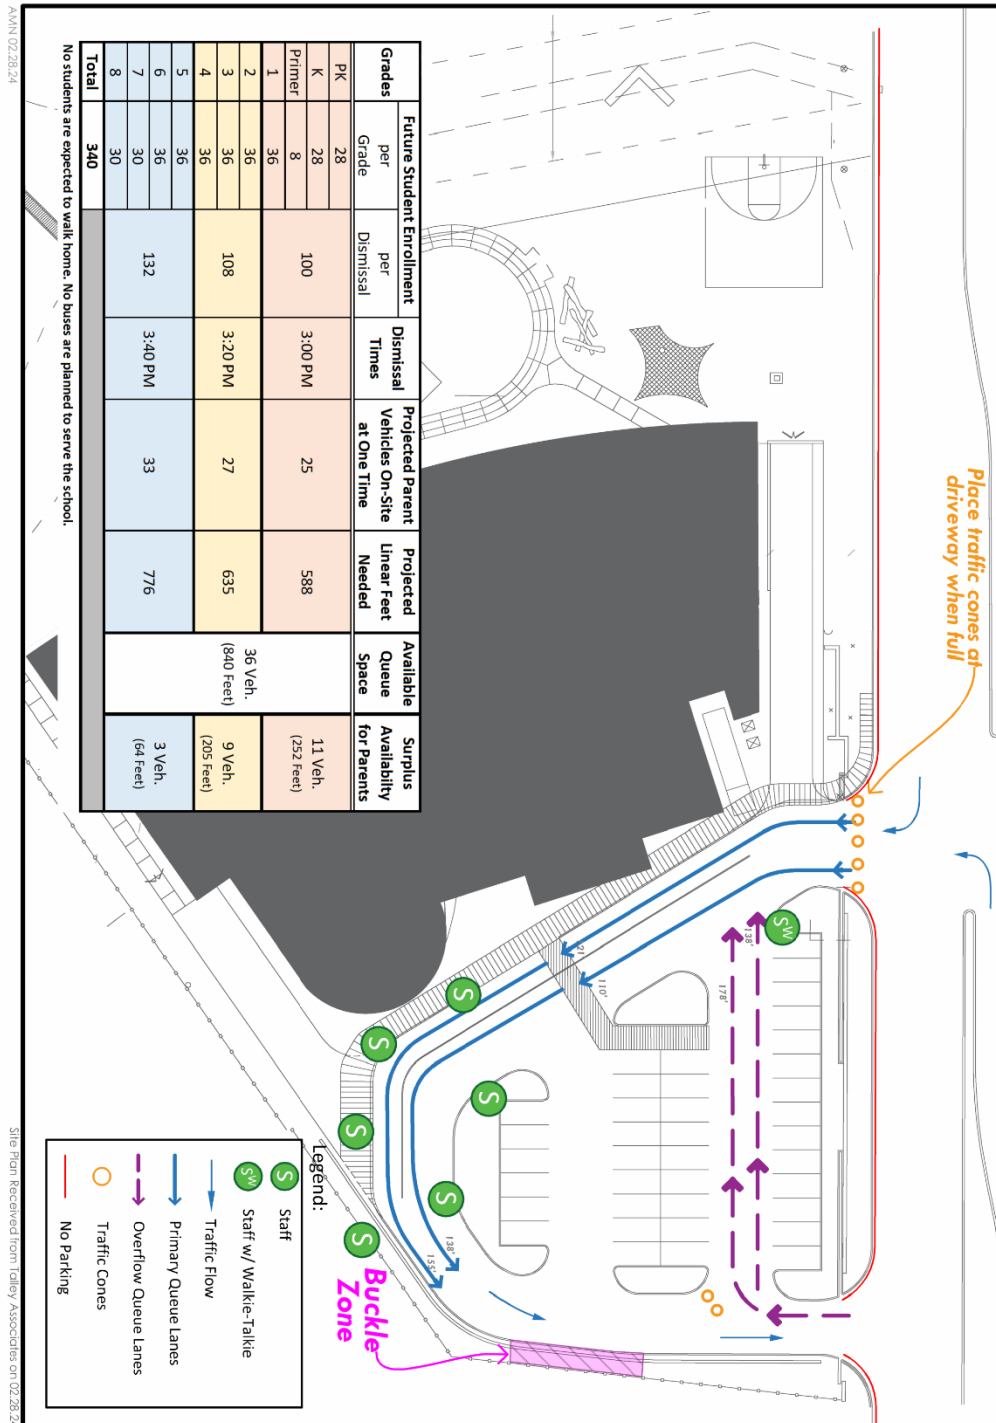 Place traffic cones at
driveway when full
Grades
Future Student Enrollment
per
Grade
per
Dismissal
Dismissal
Times
Projected Parent
Vehicles On-Site
at One Time
Projected
Linear Feet
Needed
Available
Queue
Space
Surplus
Availabilty
for Parents
PK 28
K 28
Primer 8
1 36
100 3:00 PM 25 588
11 Veh.
(252 Feet)
2 36
3 36
4 36
108 3:20 PM 27 635
9 Veh.
(205 Feet)
5 36
6 36
7 30
8 30
132 3:40 PM 33 776
3 Veh.
(64 Feet)
36 Veh.
(840 Feet)
Total 340
No students are expected to walk home. No buses are planned to serve the school.
138'
178'
110'
138'
155'
SW
S
S
S
S
S
S
Buckle
Zone
Legend:
S Staff
SW Staff w/ Walkie-Talkie
Traffic Flow
Primary Queue Lanes
Overflow Queue Lanes
Traffic Cones
No Parking
AMN 02.28.24
Site Plan Received from Talley Associates on 02.28.24